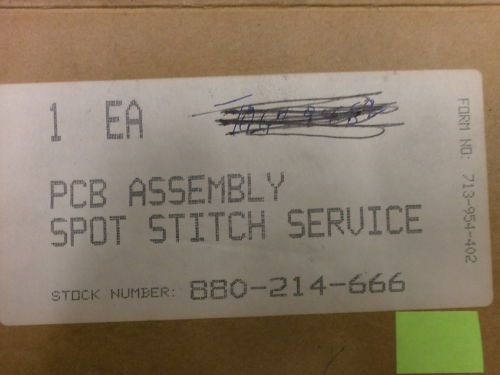 1 EA
PCB ASSEMBLY
SPOT STITCH SERVICE
STOCK NUMBER: 880-214-666
FORM NO: 713-954-402